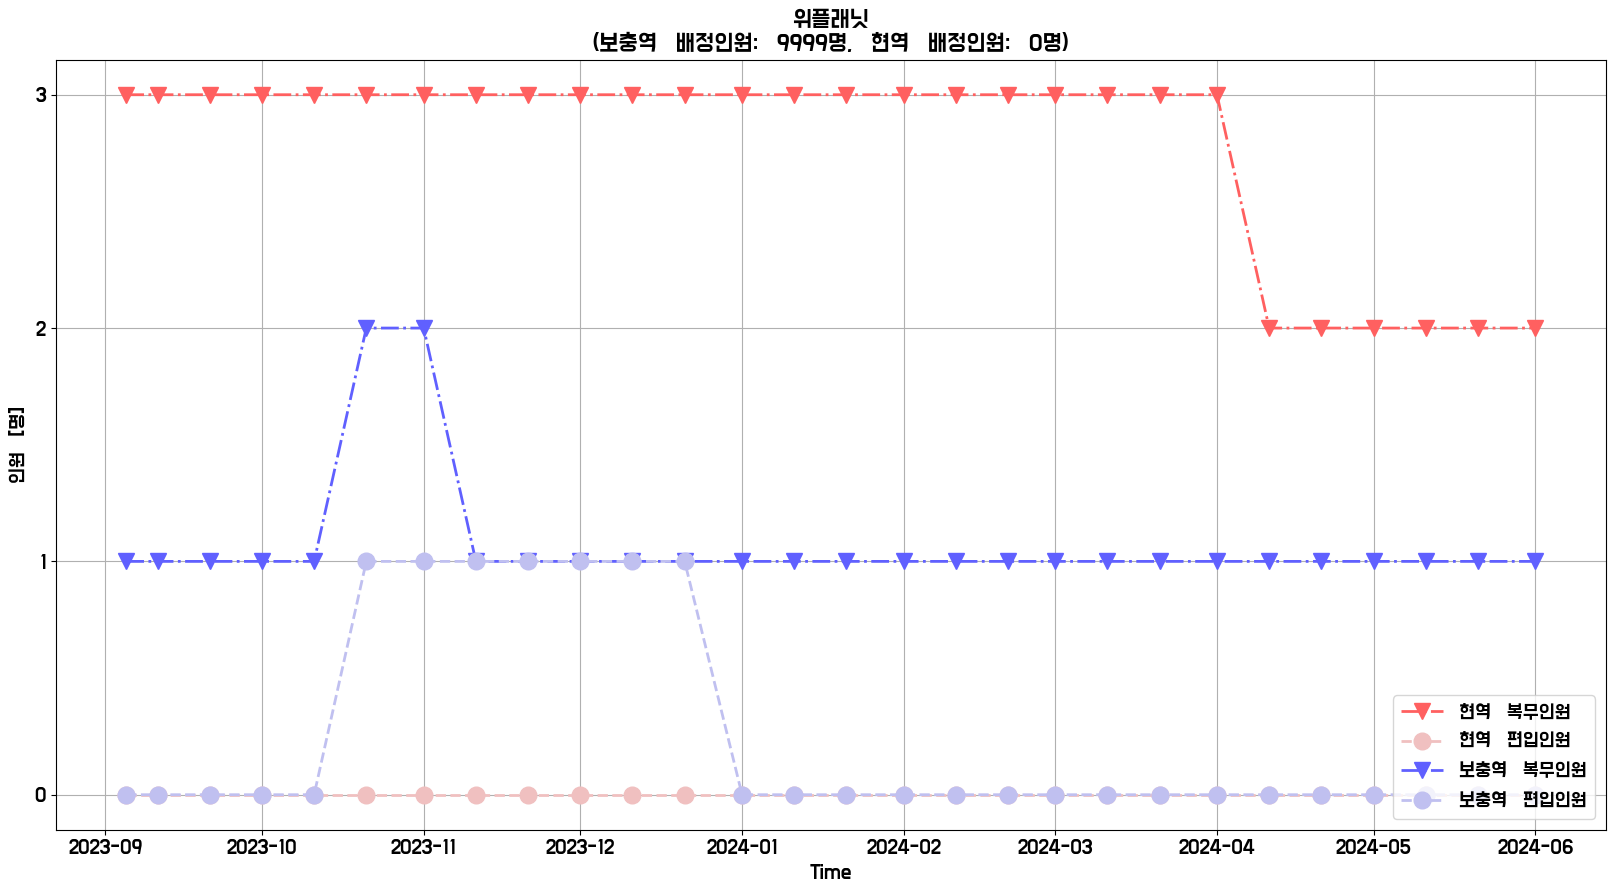 위플래닛
(보충역 배정인원: 9999명, 현역 배정인원: 0명)
3
2
1
0
인원 [명]
2023-09 2023-10 2023-11 2023-12 2024-01 2024-02 2024-03 2024-04 2024-05 2024-06
Time
현역 복무인원
현역 편입인원
보충역 복무인원
보충역 편입인원